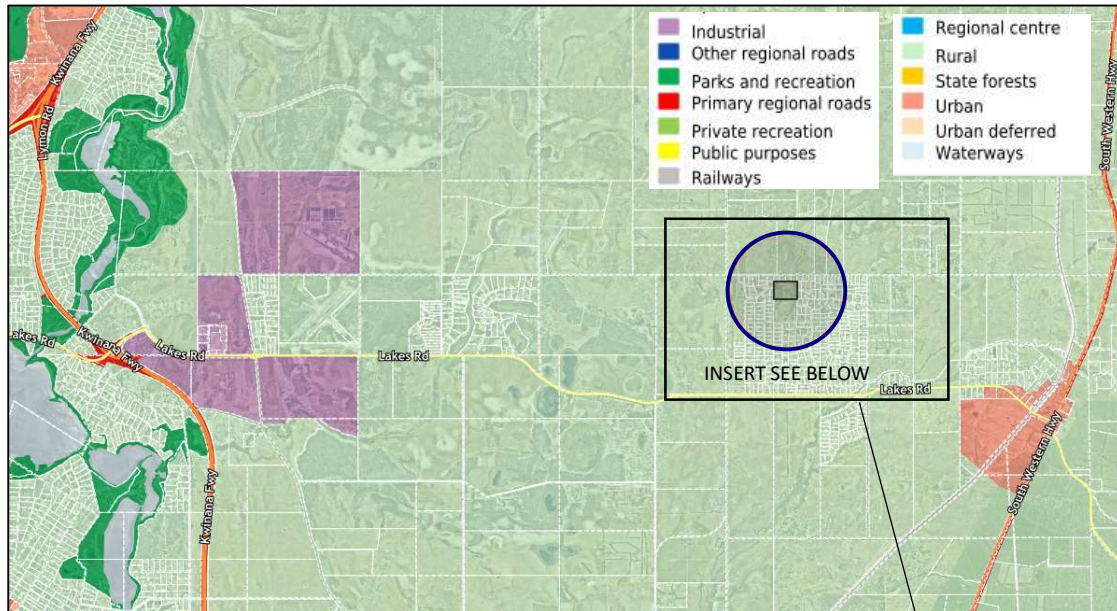 Industrial
Other regional roads
Parks and recreation
Primary regional roads
Private recreation
Public purposes
Railways
Regional centre
Rural
State forests
Urban
Urban deferred
Waterways
Kwinana Fwy
Lymon Rd
South Western Hwy
Lakes Rd
Kwinana Fwy
Lakes Rd
Lakes Rd
INSERT SEE BELOW
Lakes Rd
Kwinana Fwy
South Western Hwy